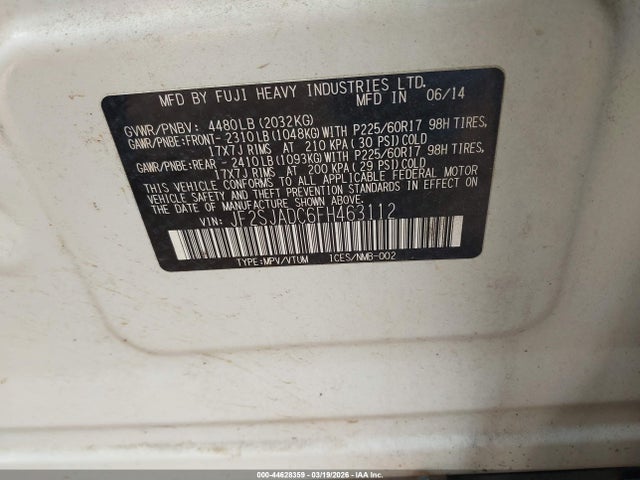 MFD BY FUJI HEAVY INDUSTRIES LTD.
MFD IN 06/14
GVWR/PNBV: 4480LB (2032KG)
GAWR/PNBE:FRONT-2310LB(1048KG)WITH P225/60R17 98H TIRES,
17X7J RIMS AT 210 KPA ( 30 PSI)COLD
GAWR/PNBE:REAR -2410LB(1093KG)WITH P225/60R17 98H TIRES,
17X7J RIMS AT 200 KPA ( 29 PSI)COLD
THIS VEHICLE CONFORMS TO ALL APPLICABLE FEDERAL MOTOR
VEHICLE SAFETY AND THEFT PREVENTION STANDARDS IN EFFECT ON
THE DATE OF MANUFACTURE SHOWN ABOVE.
VIN: JF2SJADC6FH463112
TYPE:MPV/VTUM ICES/NMB-002
000-44628359 - 03/19/2026 - IAA Inc.